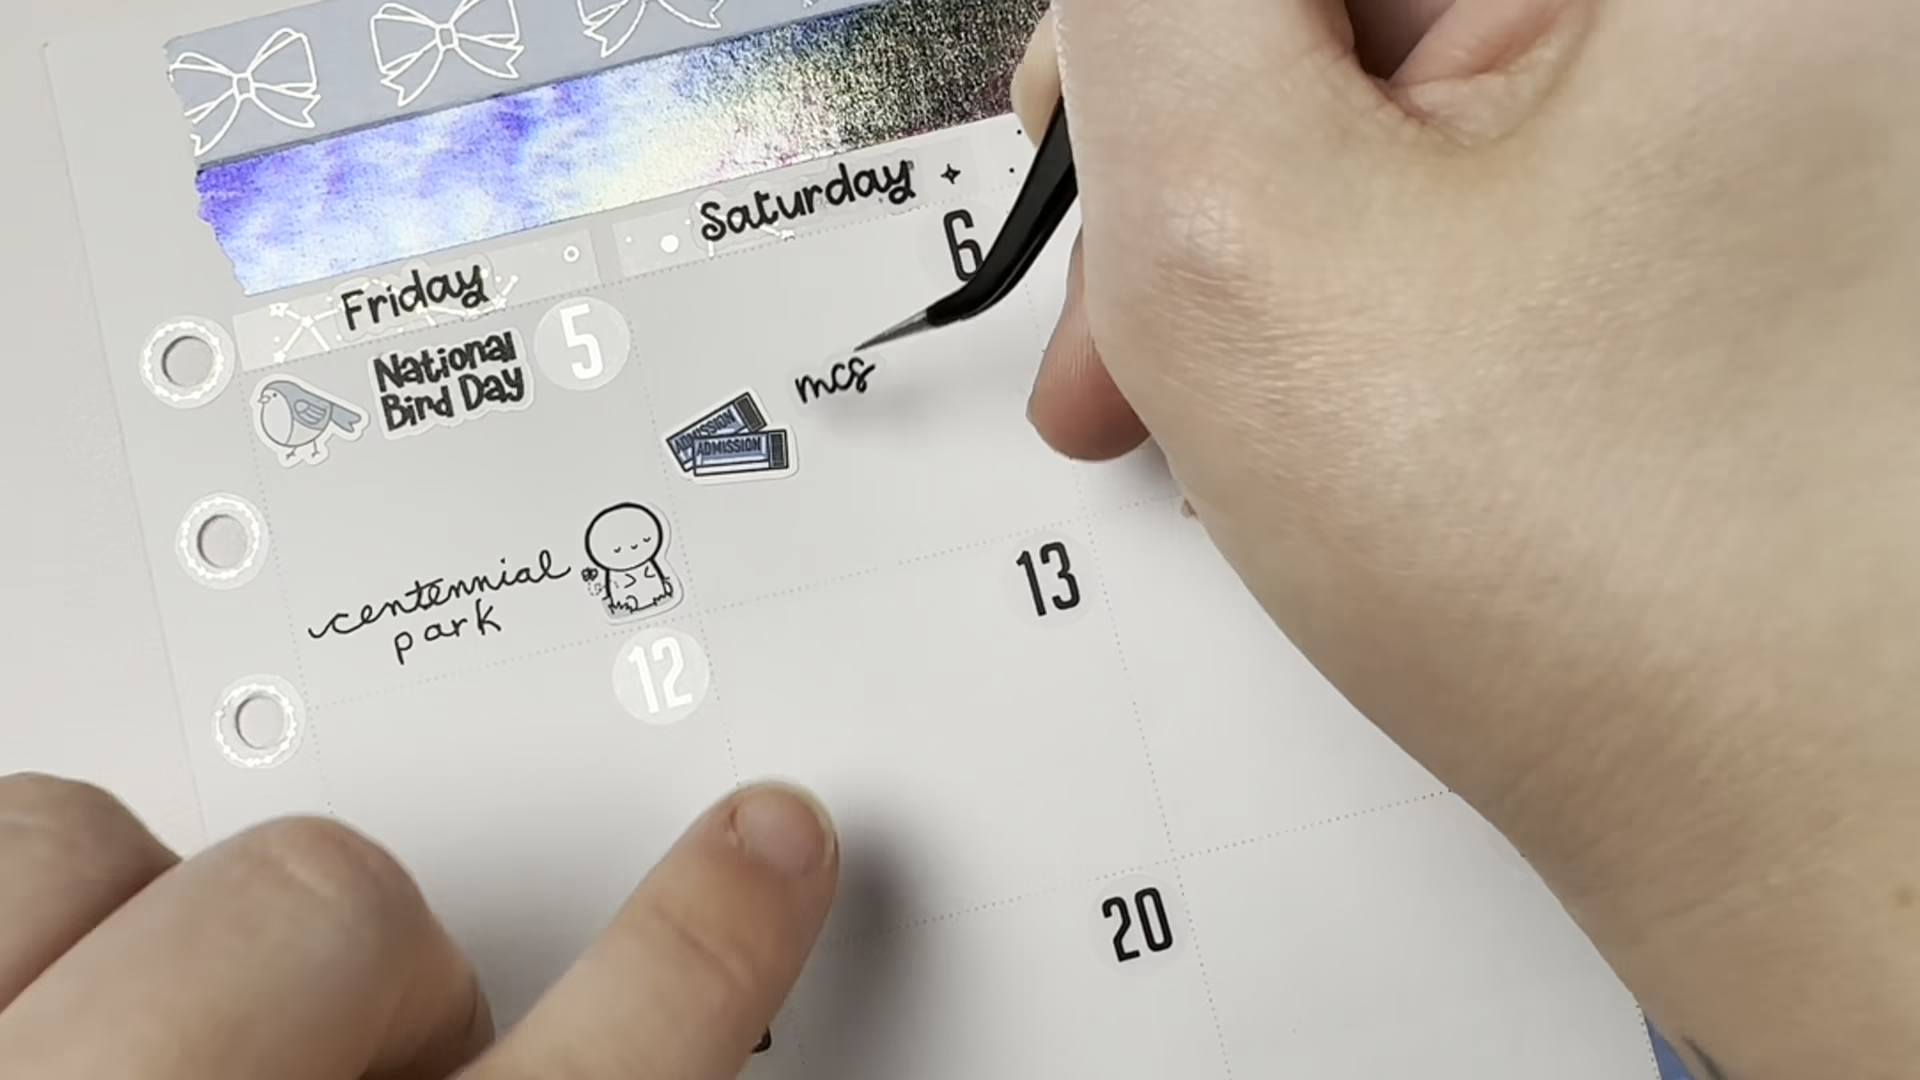 Friday
Saturday
5
6
National
Bird Day
mcs
ADMISSION
ADMISSION
centennial
park
12
13
20